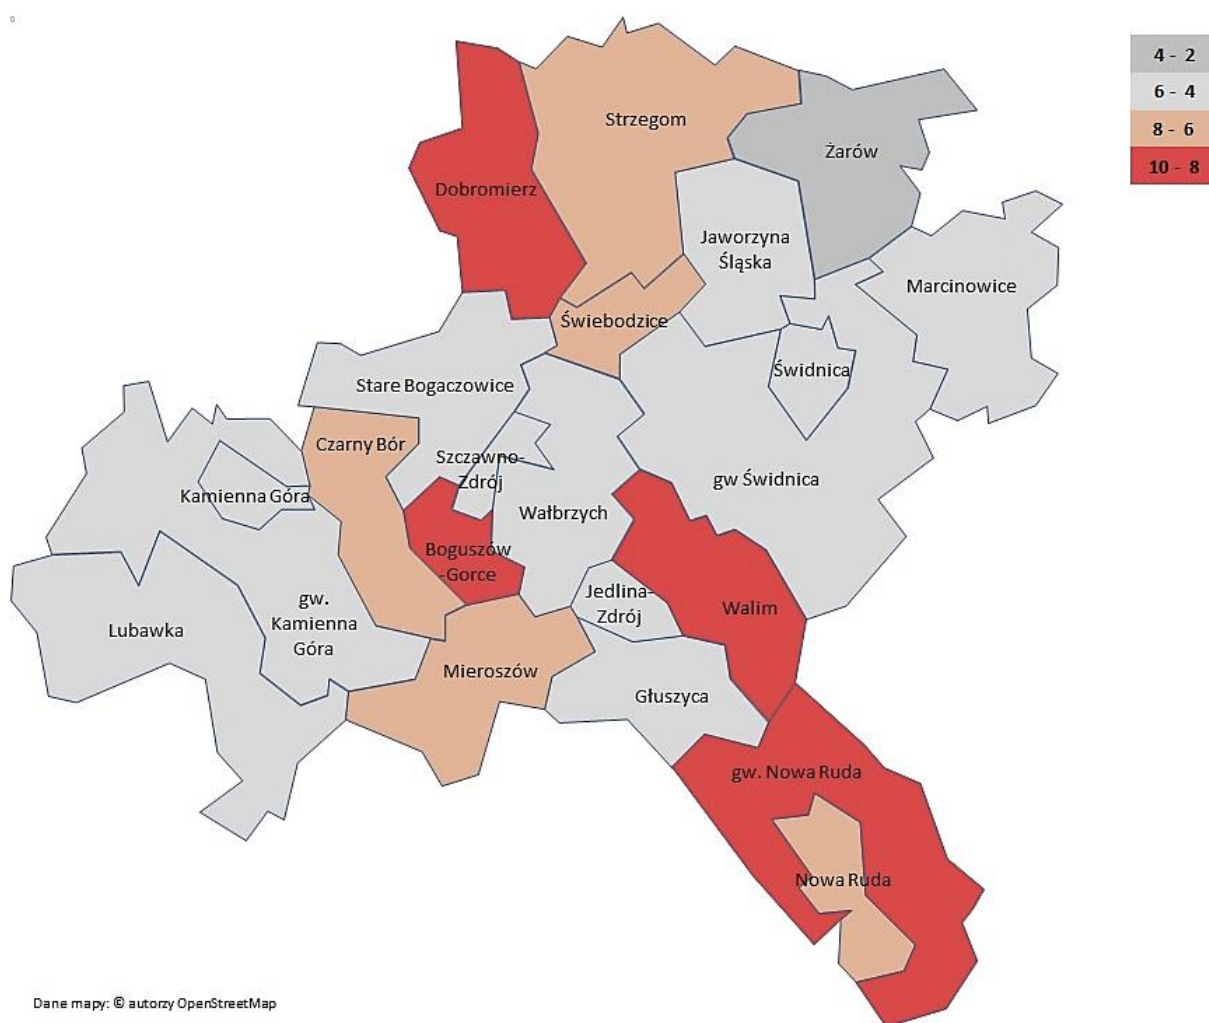 4 - 2
6 - 4
8 - 6
10 - 8
Strzegom
Żarów
Dobromierz
Jaworzyna
Śląska
Marcinowice
Świebodzice
Świdnica
Stare Bogaczowice
Czarny Bór
Szczawno-
Zdrój
gw Świdnica
Kamienna Góra
Wałbrzych
Boguszów
-Gorce
Jedlina-
Zdrój
Walim
gw.
Kamienna
Góra
Lubawka
Mieroszów
Głuszyca
gw. Nowa Ruda
Nowa Ruda
Dane mapy: © autorzy OpenStreetMap